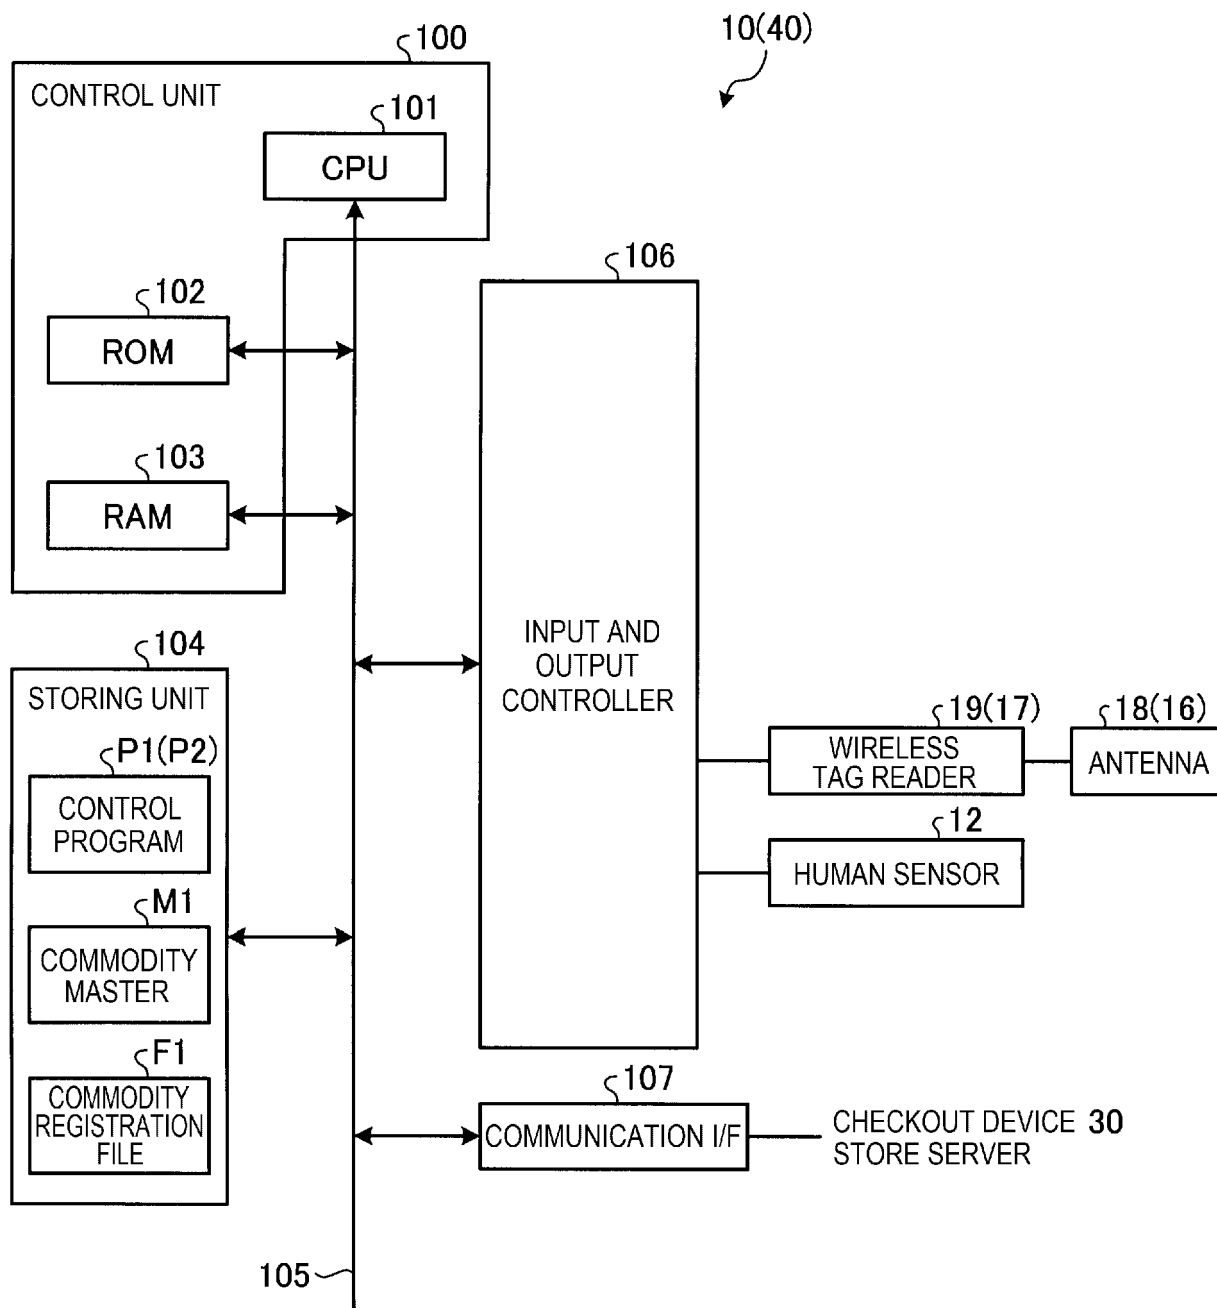 10(40)
100
CONTROL UNIT
101
CPU
106
102
ROM
103
RAM
INPUT AND
OUTPUT
CONTROLLER
104
STORING UNIT
P1(P2)
CONTROL
PROGRAM
M1
COMMODITY
MASTER
F1
COMMODITY
REGISTRATION
FILE
19(17)
WIRELESS
TAG READER
18(16)
ANTENNA
12
HUMAN SENSOR
107
COMMUNICATION I/F
CHECKOUT DEVICE 30
STORE SERVER
105